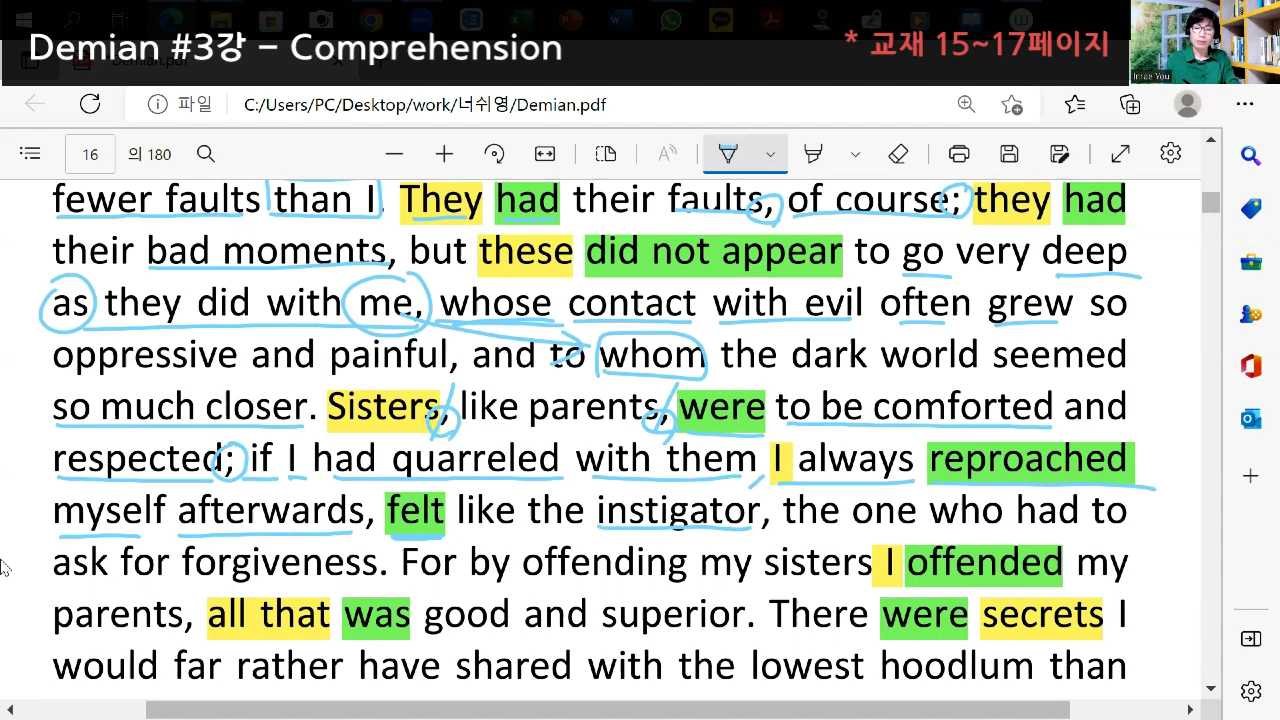 Demian #3강 – Comprehension
* 교재 15~17페이지
Inrae You
Demian.pdf
파일
C:/Users/PC/Desktop/work/너쉬영/Demian.pdf
16
의 180
fewer faults than I. They had their faults, of course; they had
their bad moments, but these did not appear to go very deep
as they did with me, whose contact with evil often grew so
oppressive and painful, and to whom the dark world seemed
so much closer. Sisters, like parents, were to be comforted and
respected; if I had quarreled with them, I always reproached
myself afterwards, felt like the instigator, the one who had to
ask for forgiveness. For by offending my sisters I offended my
parents, all that was good and superior. There were secrets I
would far rather have shared with the lowest hoodlum than